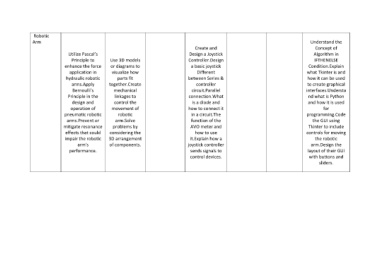 Robotic
Arm
Utilize Pascal's
Principle to
enhance the force
application in
hydraulic robotic
arms.Apply
Bernoulli's
Principle in the
design and
operation of
pneumatic robotic
arms.Prevent or
mitigate resonance
effects that could
impair the robotic
arm's
performance.
Use 3D models
or diagrams to
visualize how
parts fit
together.Create
mechanical
linkages to
control the
movement of
robotic
arm.Solve
problems by
considering the
3D arrangement
of components.
Create and
Design a Joystick
Controller Design
a basic joystick
Different
between Series &
controller
circuit.Parallel
connection.What
is a diode and
how to connect it
in a circuit.The
function of the
AVO meter and
how to use
it.Explain how a
joystick controller
sends signals to
control devices.
Understand the
Concept of
Algorithm in
IFTHENELSE
Condition.Explain
what Tkinter is and
how it can be used
to create graphical
interfaces.Understa
nd what is Python
and how it is used
for
programming.Code
the GUI using
Tkinter to include
controls for moving
the robotic
arm.Design the
layout of their GUI
with buttons and
sliders.